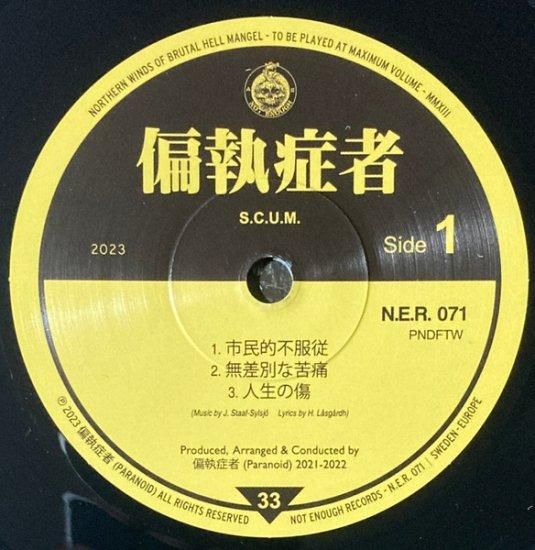 NORTHERN WINDS OF BRUTAL HELL MANGEL - TO BE PLAYED AT MAXIMUM VOLUME - MMXIII
NOT ENOUGH
偏執症者
S.C.U.M.
2023
Side 1
N.E.R. 071
PNDFTW
1. 市民的不服従
2. 無差別な苦痛
3. 人生の傷
(Music by J. Staaf-Sylsjö Lyrics by H. Låsgårdh)
Produced, Arranged & Conducted by
偏執症者 (Paranoid) 2021-2022
33
℗ 2023 偏執症者 (PARANOID) ALL RIGHTS RESERVED
NOT ENOUGH RECORDS - N.E.R. 071 | SWEDEN-EUROPE